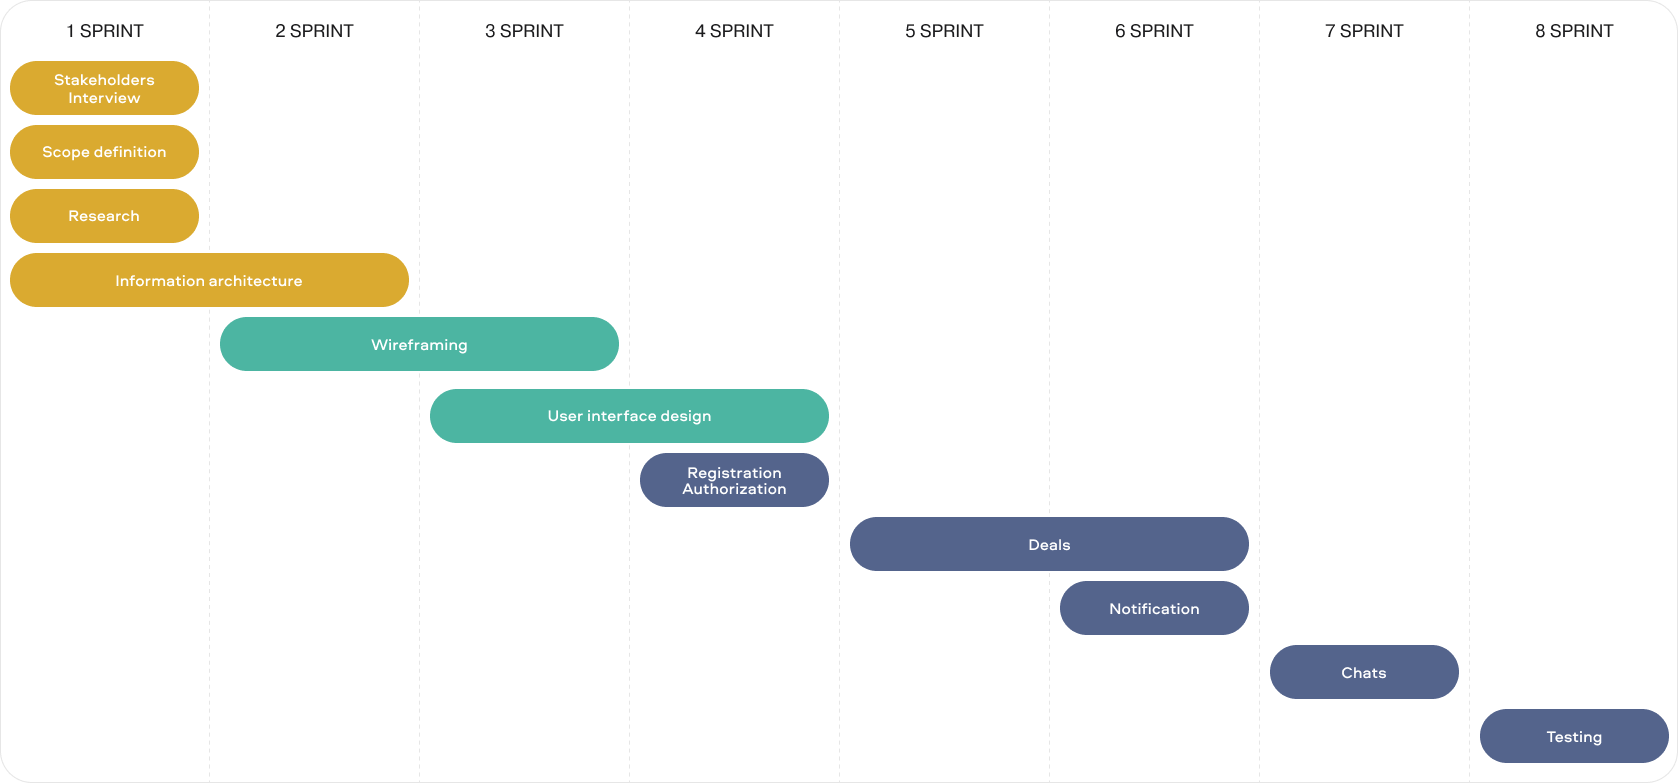 1 SPRINT
2 SPRINT
3 SPRINT
4 SPRINT
5 SPRINT
6 SPRINT
7 SPRINT
8 SPRINT
Stakeholders
Interview
Scope definition
Research
Information architecture
Wireframing
User interface design
Registration
Authorization
Deals
Notification
Chats
Testing